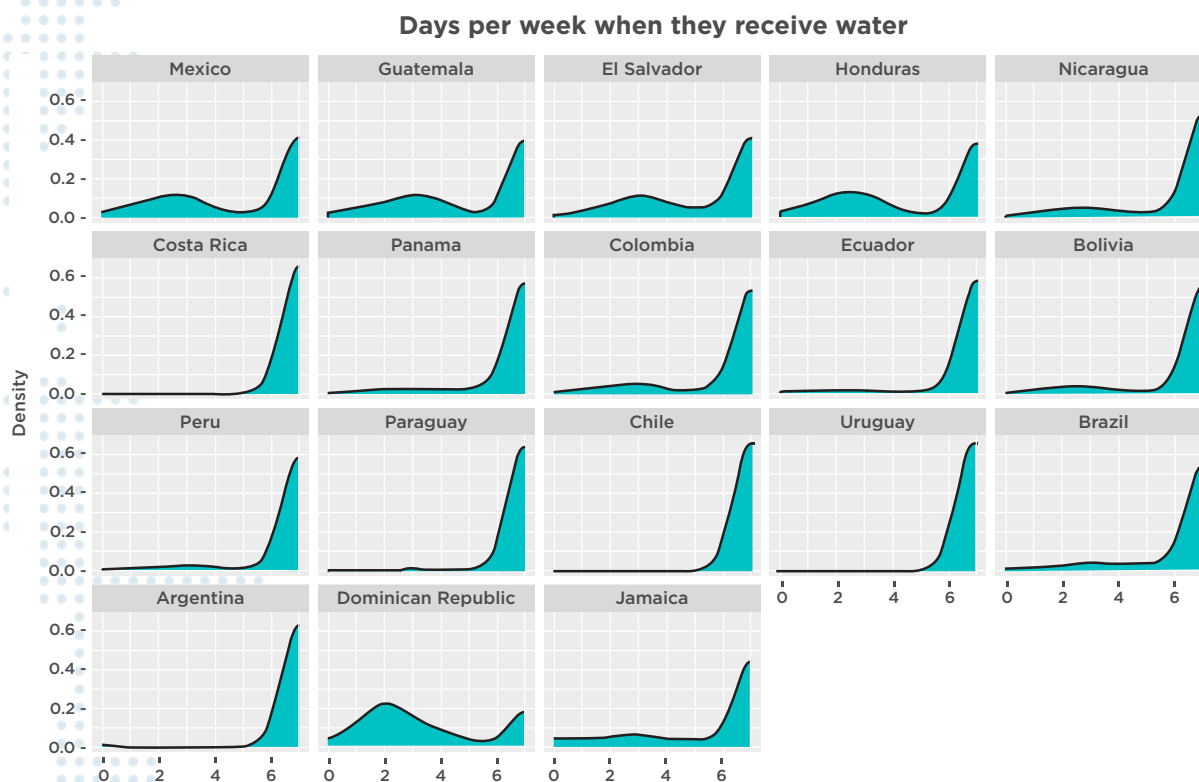 Days per week when they receive water
Mexico Guatemala El Salvador Honduras Nicaragua
0.6
0.4
0.2
0.0
Costa Rica Panama Colombia Ecuador Bolivia
0.6
0.4
0.2
0.0
Density
Peru Paraguay Chile Uruguay Brazil
0.6
0.4
0.2
0.0
0 2 4 6 0 2 4 6
Argentina Dominican Republic Jamaica
0.6
0.4
0.2
0.0
0 2 4 6 0 2 4 6 0 2 4 6